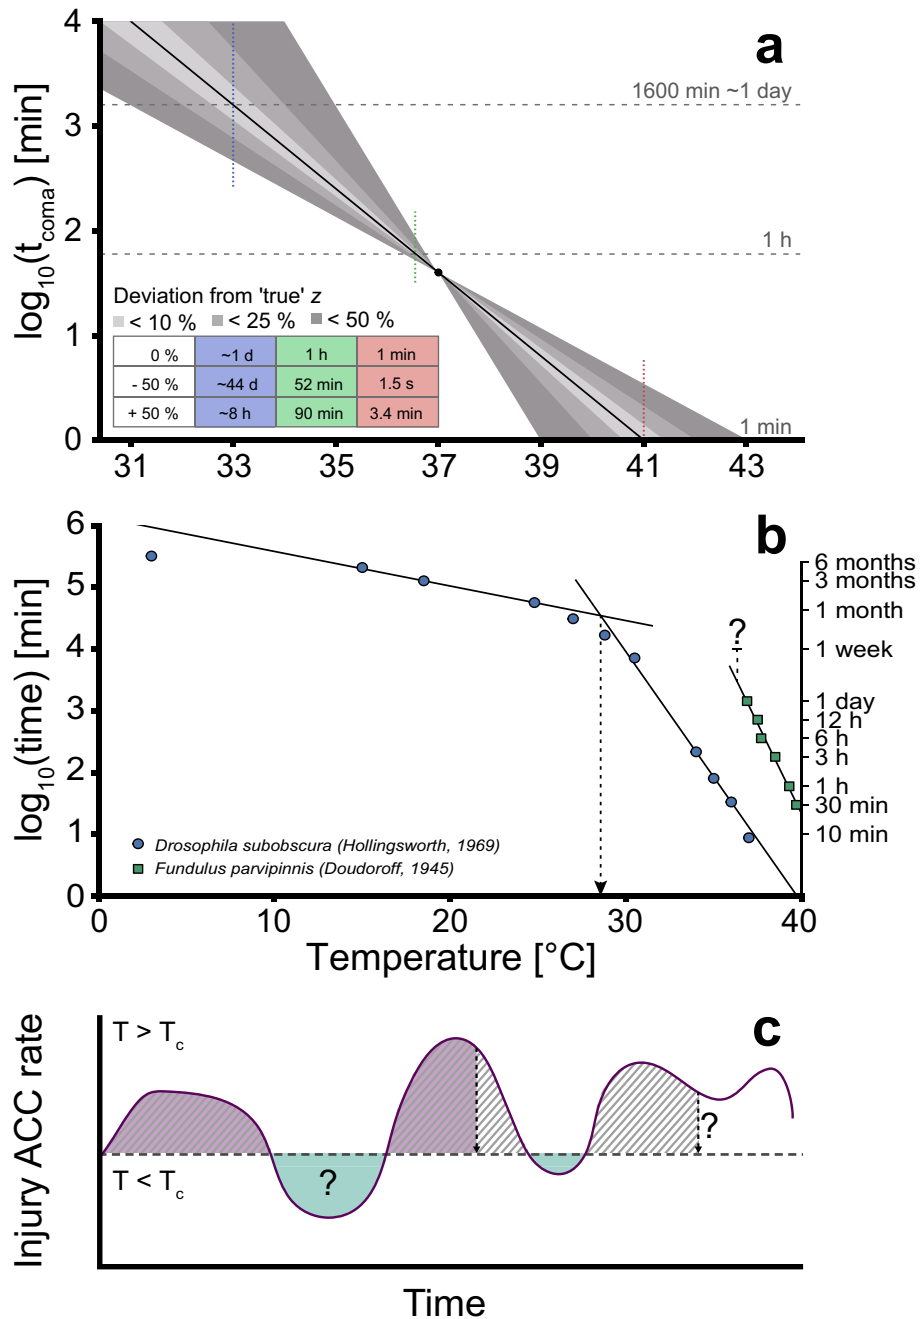 a
log10(tcoma) [min]
4
3
2
1
0
1600 min ~1 day
1 h
1 min
Deviation from 'true' z
< 10 % < 25 % < 50 %
0 % ~1 d 1 h 1 min
- 50 % ~44 d 52 min 1.5 s
+ 50 % ~8 h 90 min 3.4 min
31 33 35 37 39 41 43
b
log10(time) [min]
6
5
4
3
2
1
0
6 months
3 months
1 month
1 week
1 day
12 h
6 h
3 h
1 h
30 min
10 min
?
Drosophila subobscura (Hollingsworth, 1969)
Fundulus parvipinnis (Doudoroff, 1945)
0 10 20 30 40
Temperature [°C]
c
Injury ACC rate
T > Tc
T < Tc
?
?
Time